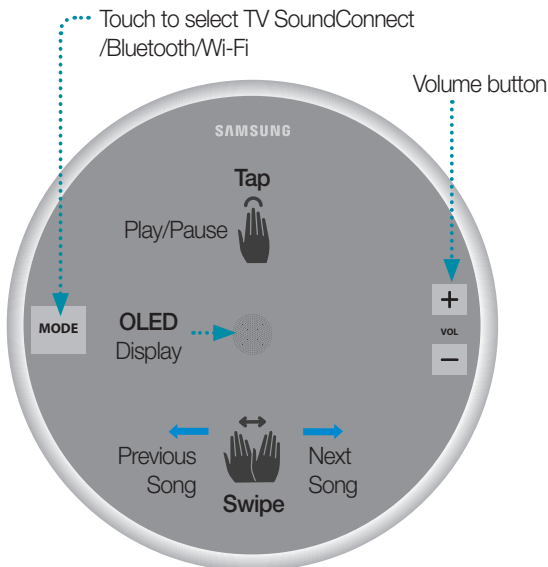 Touch to select TV SoundConnect
/Bluetooth/Wi-Fi
Volume button
SAMSUNG
Tap
Play/Pause
+
MODE
OLED
Display
VOL
−
Previous
Song
Next
Song
Swipe